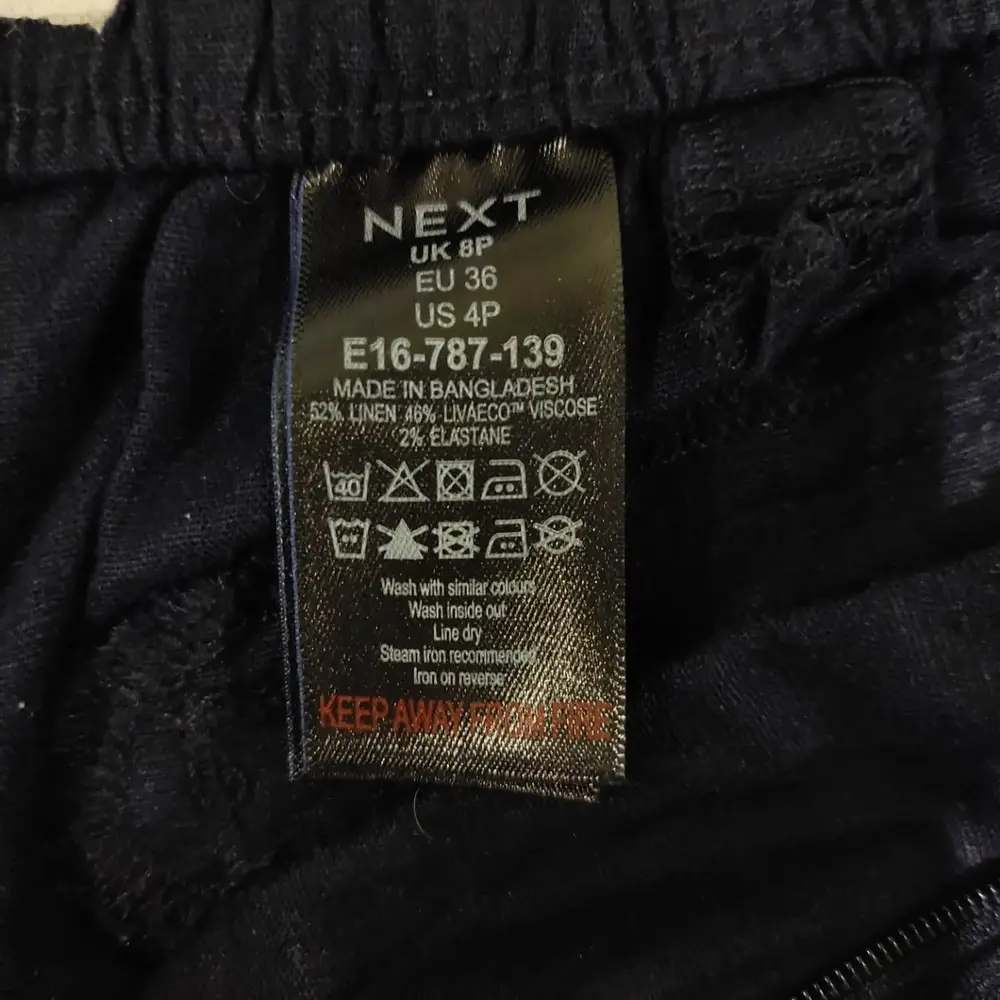 NEXT
UK 8P
EU 36
US 4P
E16-787-139
MADE IN BANGLADESH
52% LINEN 46% LIVAECO™ VISCOSE
2% ELASTANE
40
Wash with similar colours
Wash inside out
Line dry
Steam iron recommended
Iron on reverse
KEEP AWAY FROM FIRE